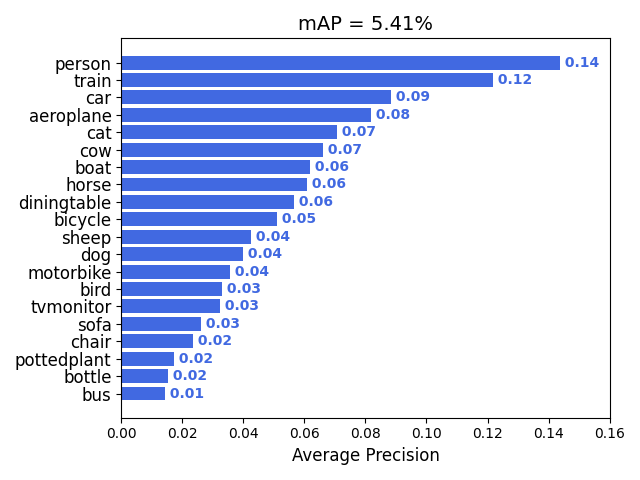 mAP = 5.41%
person 0.14
train 0.12
car 0.09
aeroplane 0.08
cat 0.07
cow 0.07
boat 0.06
horse 0.06
diningtable 0.06
bicycle 0.05
sheep 0.04
dog 0.04
motorbike 0.04
bird 0.03
tvmonitor 0.03
sofa 0.03
chair 0.02
pottedplant 0.02
bottle 0.02
bus 0.01
0.00 0.02 0.04 0.06 0.08 0.10 0.12 0.14 0.16
Average Precision